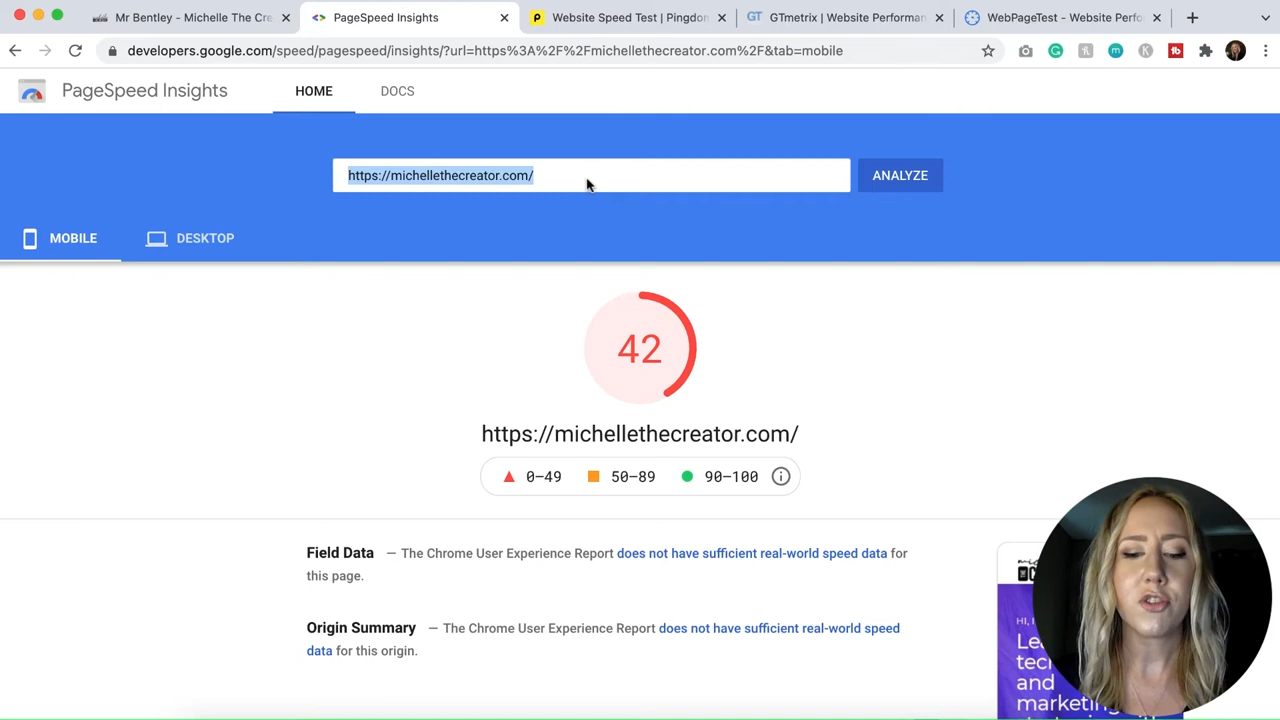 Mr Bentley - Michelle The Cre
PageSpeed Insights
Website Speed Test | Pingdom
GTmetrix | Website Performan
WebPageTest - Website Perfo
developers.google.com/speed/pagespeed/insights/?url=https%3A%2F%2Fmichellethecreator.com%2F&tab=mobile
PageSpeed Insights
HOME
DOCS
https://michellethecreator.com/
ANALYZE
MOBILE
DESKTOP
42
https://michellethecreator.com/
0–49
50–89
90–100
Field Data — The Chrome User Experience Report does not have sufficient real-world speed data for
this page.
Origin Summary — The Chrome User Experience Report does not have sufficient real-world speed
data for this origin.
HI, I
tec
and
marketing